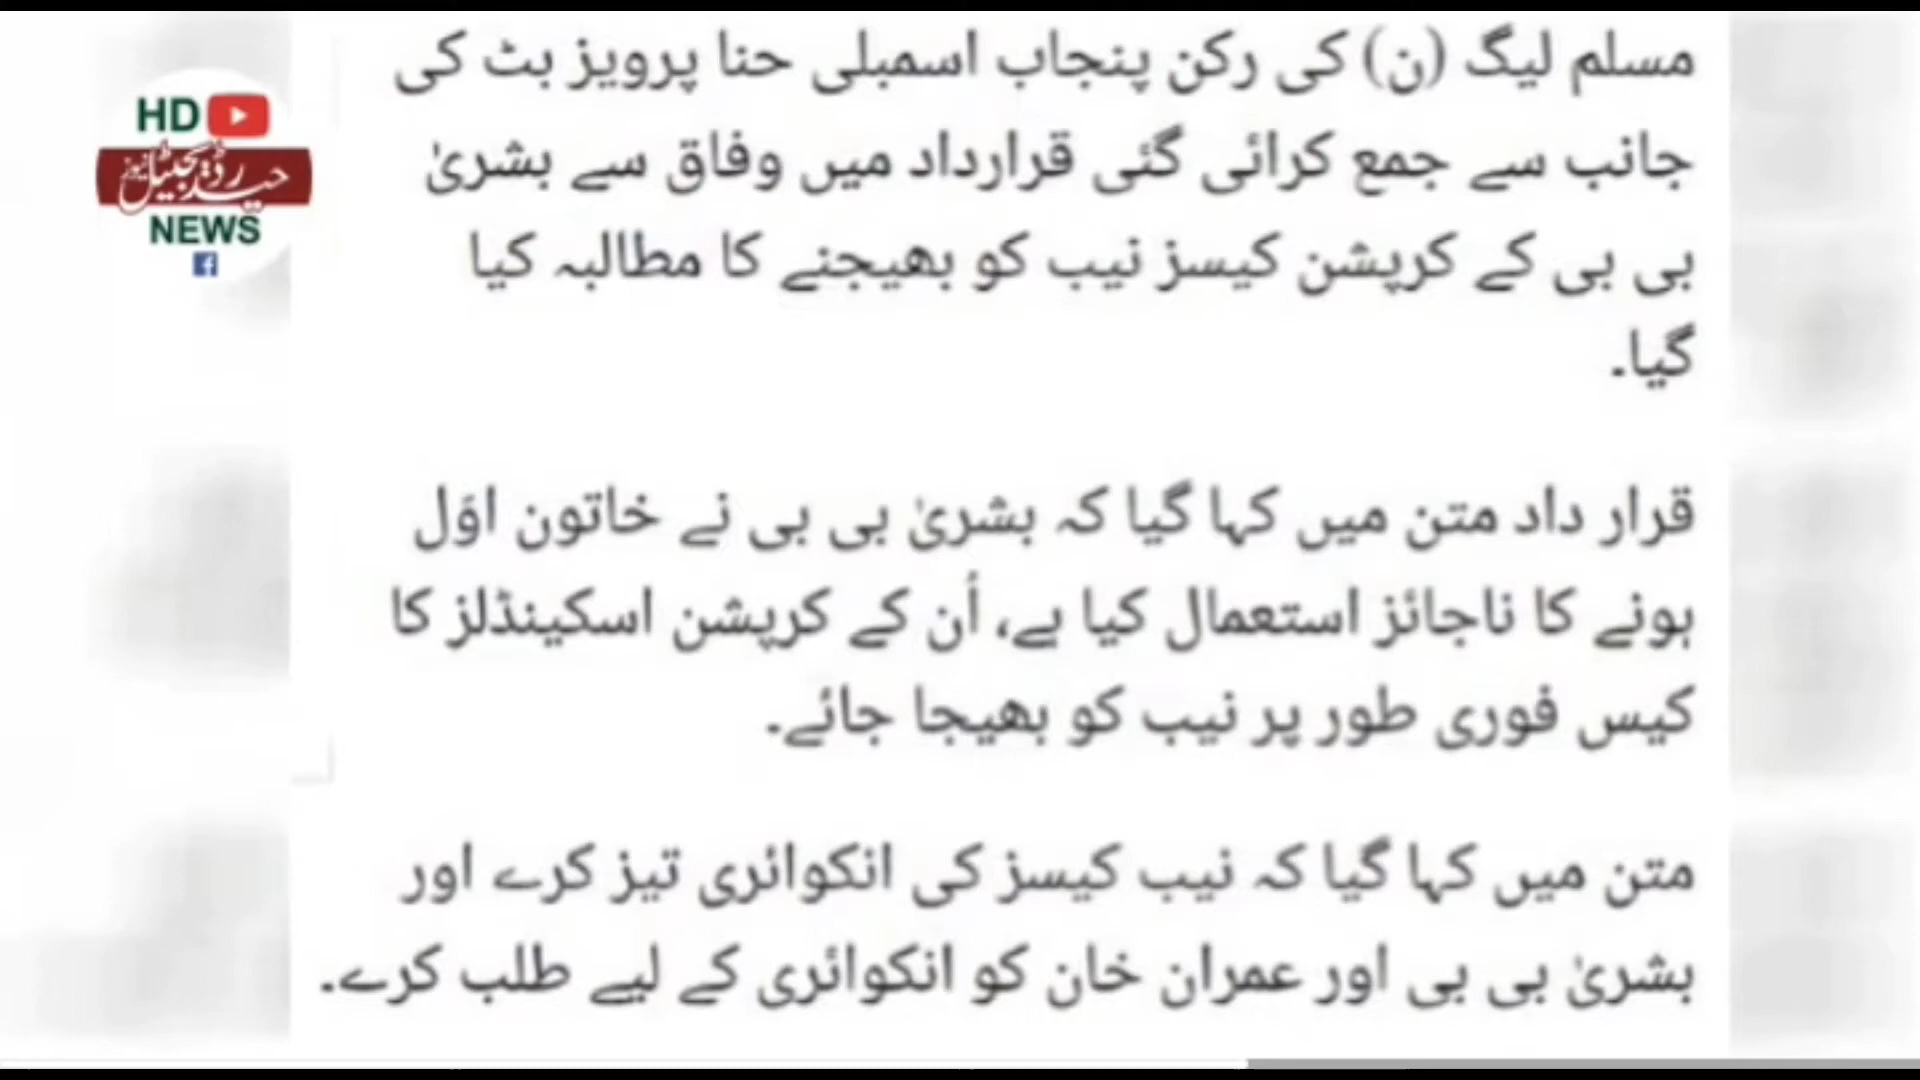 HD
حیدر ڈیجیٹل نیوز
NEWS
مسلم لیگ (ن) کی رکن پنجاب اسمبلی حنا پرویز بٹ کی
جانب سے جمع کرائی گئی قرارداد میں وفاق سے بشریٰ
بی بی کے کرپشن کیسز نیب کو بھیجنے کا مطالبہ کیا
گیا۔
قرار داد متن میں کہا گیا کہ بشریٰ بی بی نے خاتون اوَل
ہونے کا ناجائز استعمال کیا ہے، اُن کے کرپشن اسکینڈلز کا
کیس فوری طور پر نیب کو بھیجا جائے۔
متن میں کہا گیا کہ نیب کیسز کی انکوائری تیز کرے اور
بشریٰ بی بی اور عمران خان کو انکوائری کے لیے طلب کرے۔